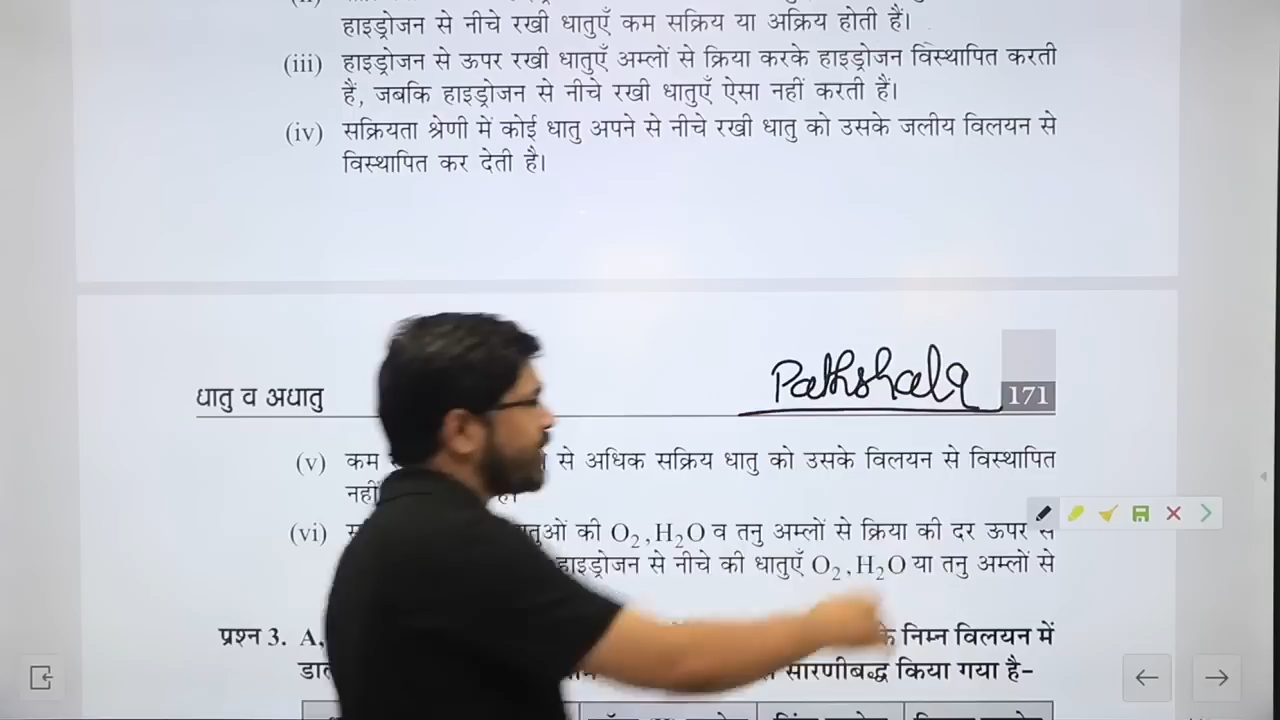 हाइड्रोजन से नीचे रखी धातुएँ कम सक्रिय या अक्रिय होती हैं।
(iii) हाइड्रोजन से ऊपर रखी धातुएँ अम्लों से क्रिया करके हाइड्रोजन विस्थापित करती
हैं, जबकि हाइड्रोजन से नीचे रखी धातुएँ ऐसा नहीं करती हैं।
(iv) सक्रियता श्रेणी में कोई धातु अपने से नीचे रखी धातु को उसके जलीय विलयन से
विस्थापित कर देती है।
Pathshala
धातु व अधातु 171
(v) कम से अधिक सक्रिय धातु को उसके विलयन से विस्थापित
नहीं
(vi) की O₂, H₂O व तनु अम्लों से क्रिया की दर ऊपर से
हाइड्रोजन से नीचे की धातुएँ O₂, H₂O या तनु अम्लों से
प्रश्न 3. A, निम्न विलयन में
सारणीबद्ध किया गया है–